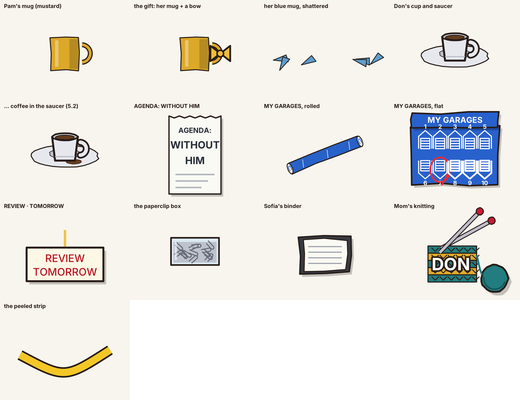 Pam's mug (mustard)
the gift: her mug + a bow
her blue mug, shattered
Don's cup and saucer
... coffee in the saucer (5.2)
AGENDA: WITHOUT HIM
MY GARAGES, rolled
MY GARAGES, flat
AGENDA:
WITHOUT
HIM
MY GARAGES
1 2 3 4 5
6 8 9 10
REVIEW · TOMORROW
the paperclip box
Sofia's binder
Mom's knitting
REVIEW
TOMORROW
DON
the peeled strip